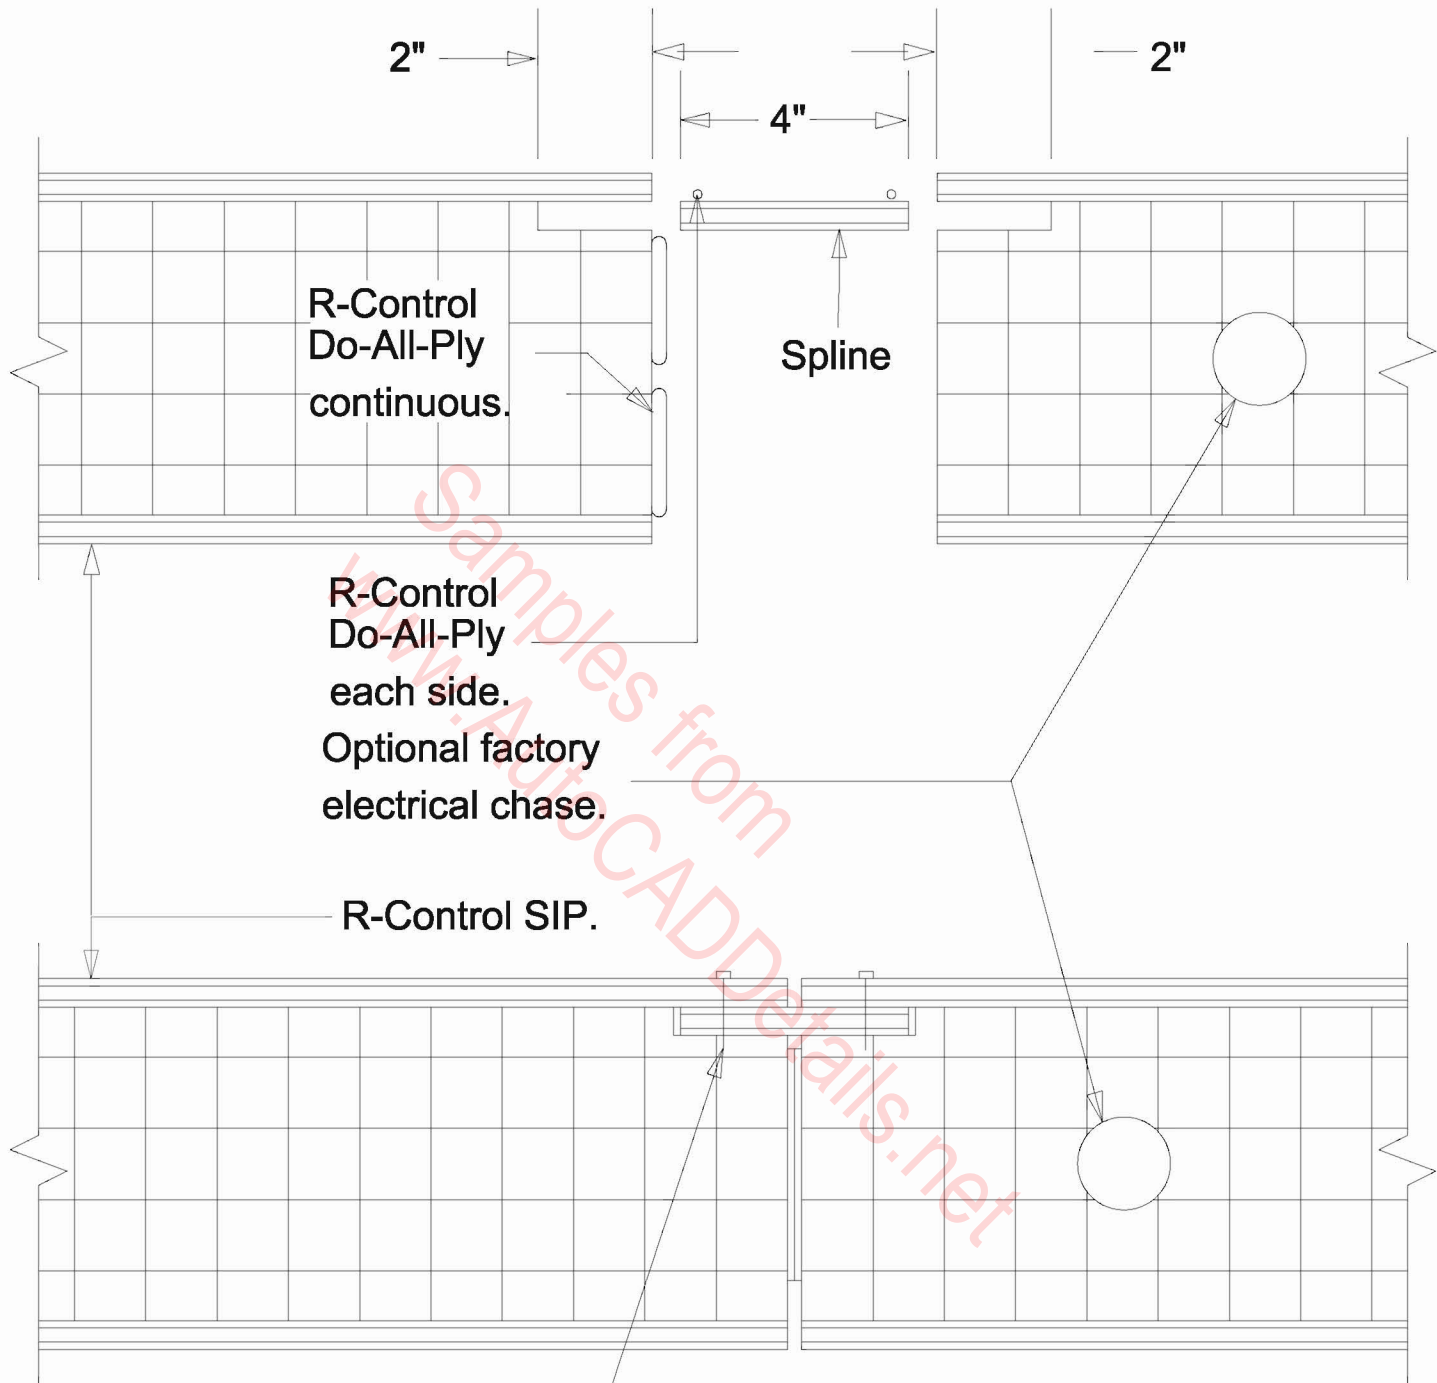 2"
2"
4"
R-Control
Do-All-Ply
continuous.
Spline
R-Control
Do-All-Ply
each side.
Optional factory
electrical chase.
R-Control SIP.
Samples from
www.AutoCADDetails.net